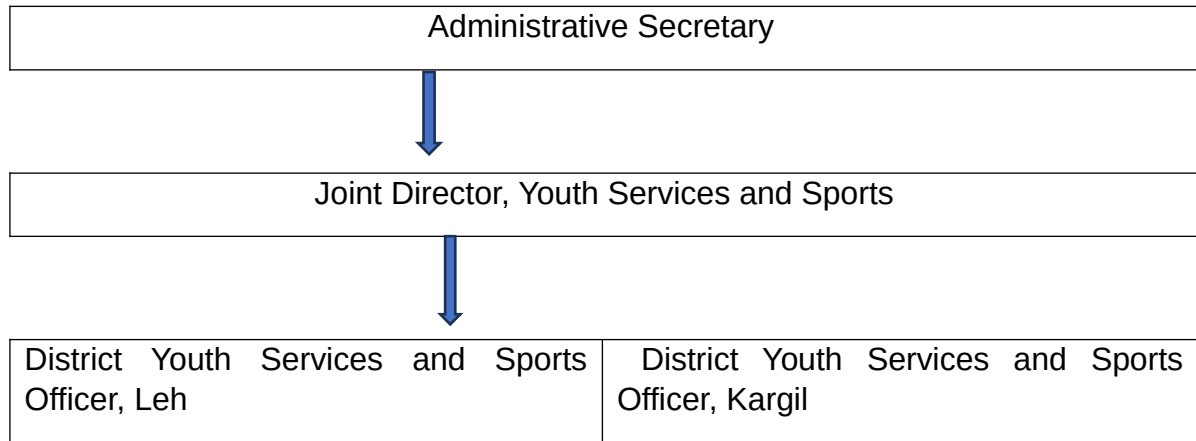 Administrative Secretary
Joint Director, Youth Services and Sports
District Youth Services and Sports
Officer, Leh
District Youth Services and Sports
Officer, Kargil